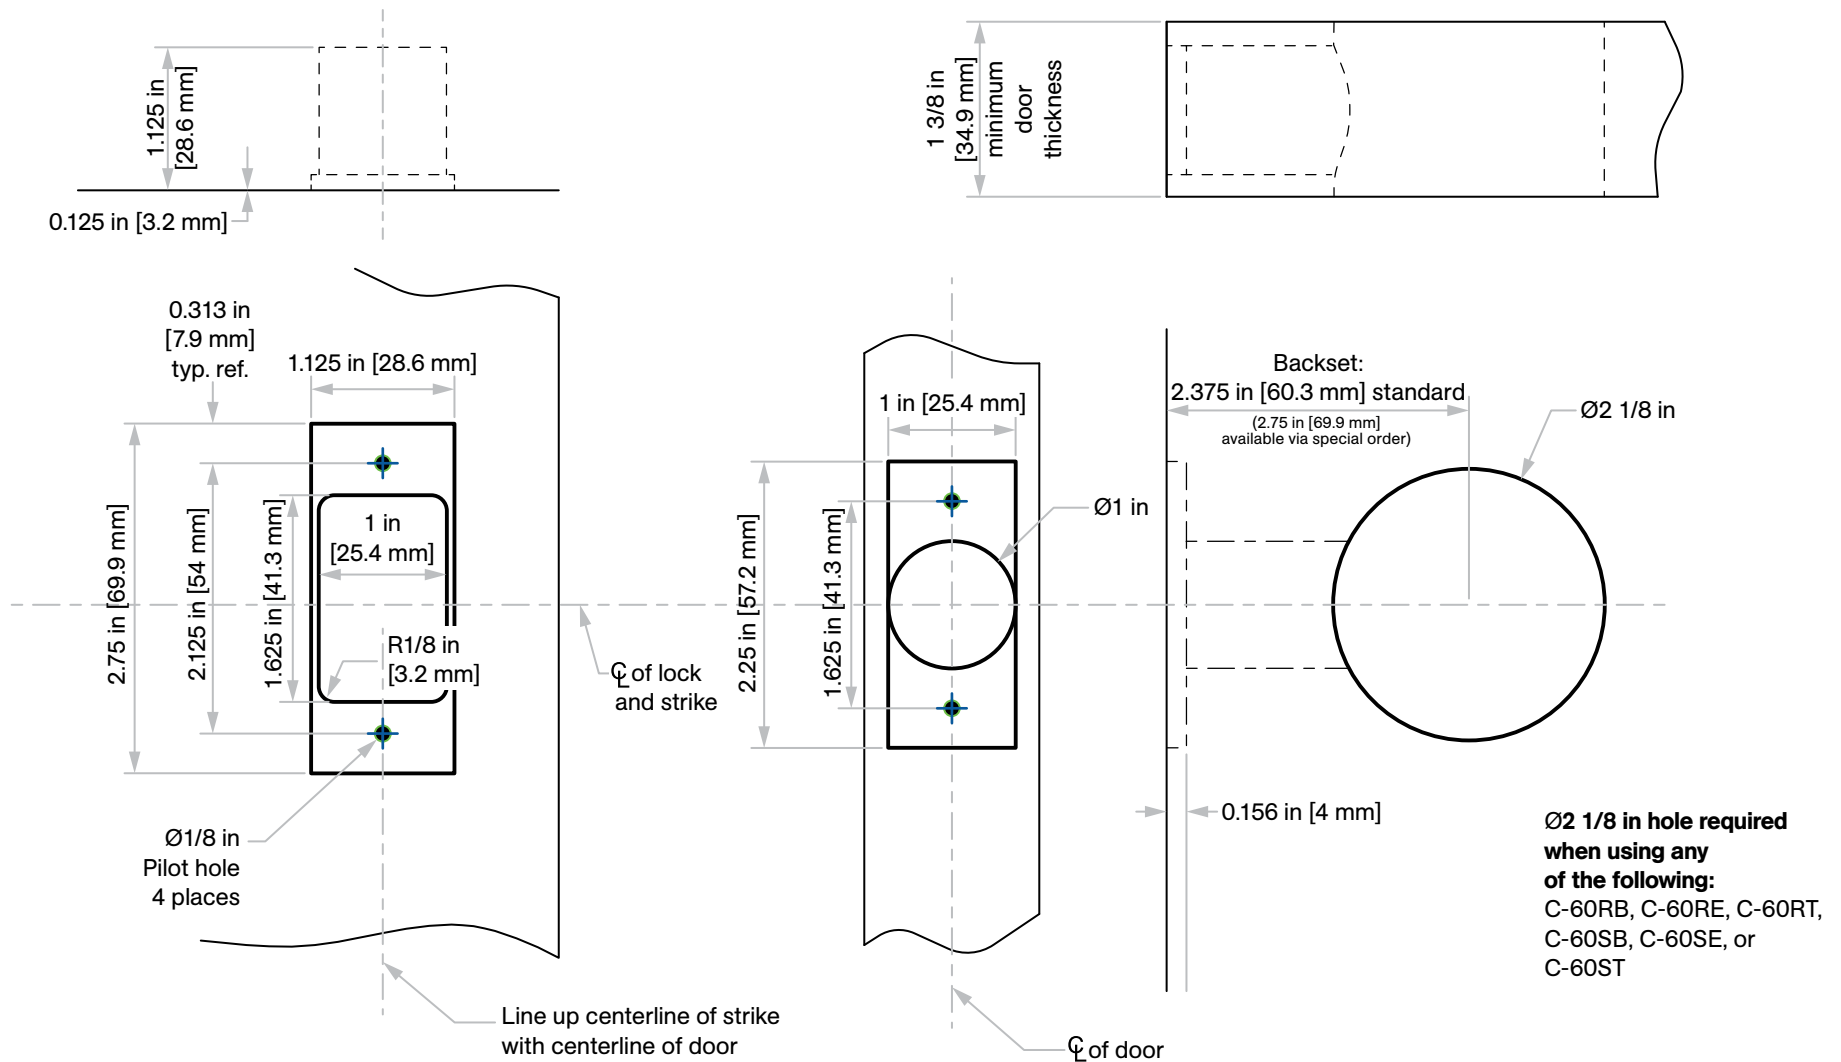 1.125 in
[28.6 mm]
0.125 in [3.2 mm]
1 3/8 in
[34.9 mm]
minimum
door
thickness
0.313 in
[7.9 mm]
typ. ref.
1.125 in [28.6 mm]
2.75 in [69.9 mm]
2.125 in [54 mm]
1.625 in [41.3 mm]
1 in
[25.4 mm]
R1/8 in
[3.2 mm]
Ø1/8 in
Pilot hole
4 places
℄ of lock
and strike
Line up centerline of strike
with centerline of door
1 in [25.4 mm]
2.25 in [57.2 mm]
1.625 in [41.3 mm]
Ø1 in
℄ of door
Backset:
2.375 in [60.3 mm] standard
(2.75 in [69.9 mm]
available via special order)
Ø2 1/8 in
0.156 in [4 mm]
Ø2 1/8 in hole required
when using any
of the following:
C-60RB, C-60RE, C-60RT,
C-60SB, C-60SE, or
C-60ST